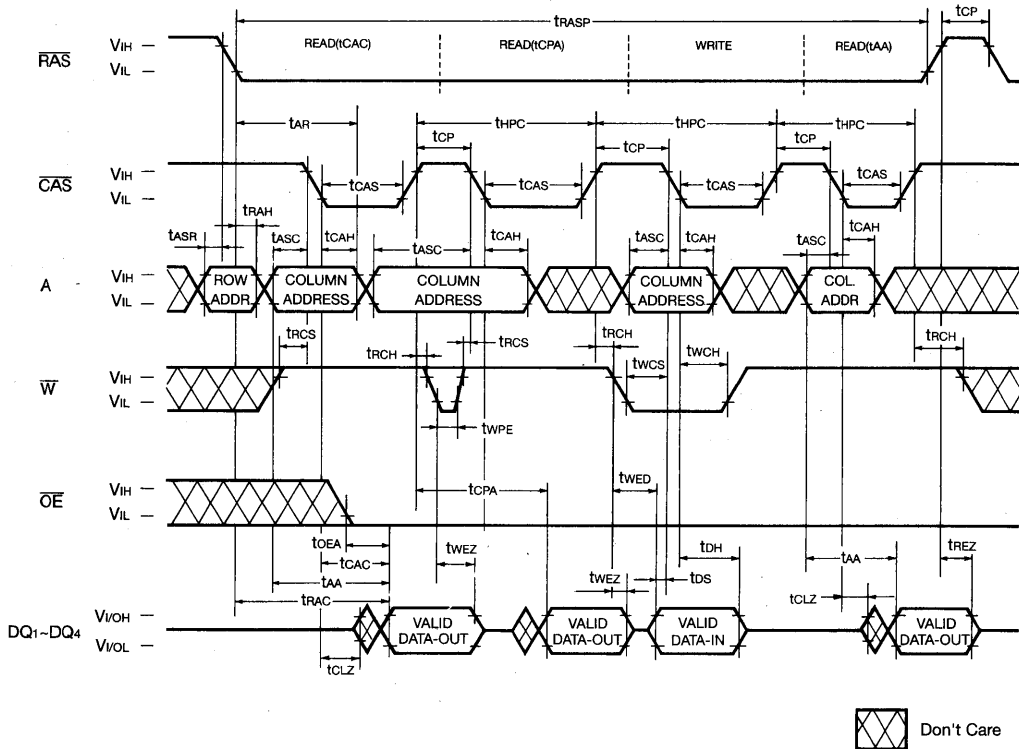 tRASP
tCP
READ(tCAC) READ(tCPA) WRITE READ(tAA)
RAS
VIH
VIL
tAR tHPC tHPC tHPC
tCP tCP tCP
CAS
VIH
VIL
tCAS tCAS tCAS tCAS
tASR tRAH tASC tCAH tASC tCAH tASC tCAH tASC tCAH
A
VIH
VIL
ROW ADDR.
COLUMN ADDRESS
COLUMN ADDRESS
COLUMN ADDRESS
COL. ADDR
tRCS tRCH tRCS tRCH tWCS tWCH tRCH
W
VIH
VIL
tWPE
OE
VIH
VIL
tCPA tWED
tOEA
tCAC
tAA
tRAC
tWEZ tWEZ tDS tDH tAA tREZ
tCLZ
DQ1~DQ4
VI/OH
VI/OL
VALID DATA-OUT
VALID DATA-OUT
VALID DATA-IN
VALID DATA-OUT
tCLZ
Don't Care